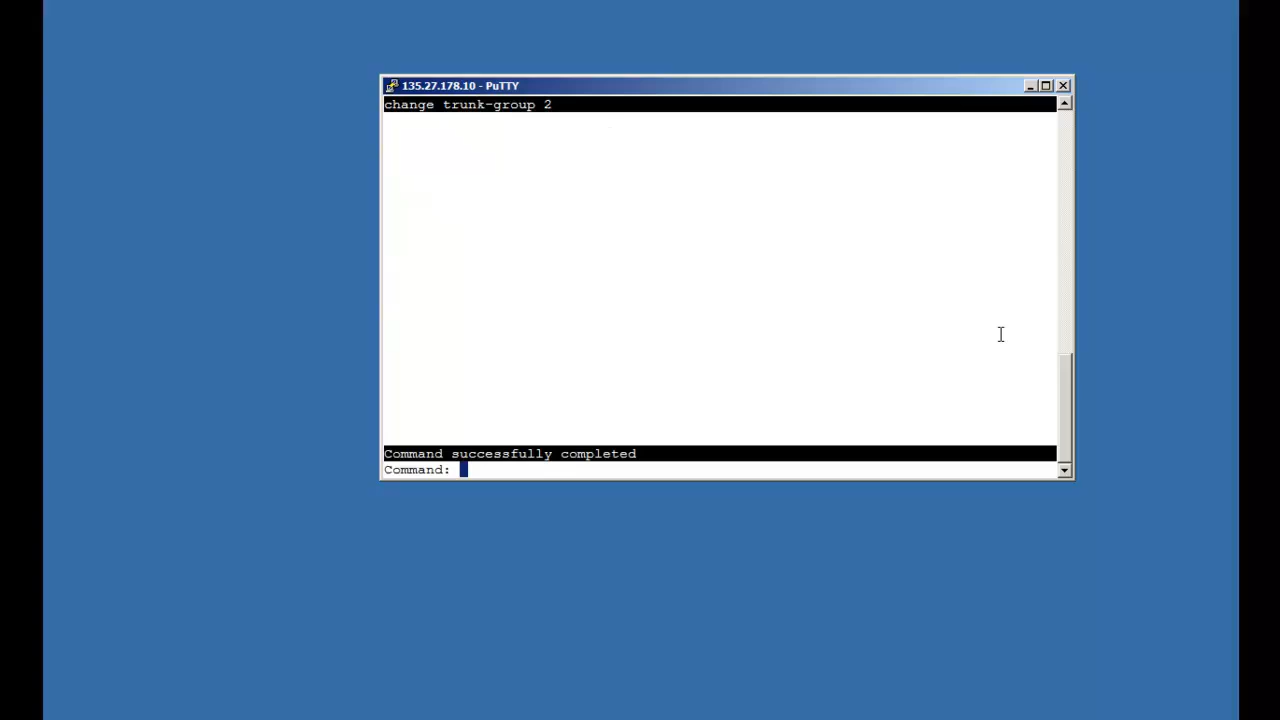 135.27.178.10 - PuTTY
change trunk-group 2
Command successfully completed
Command: